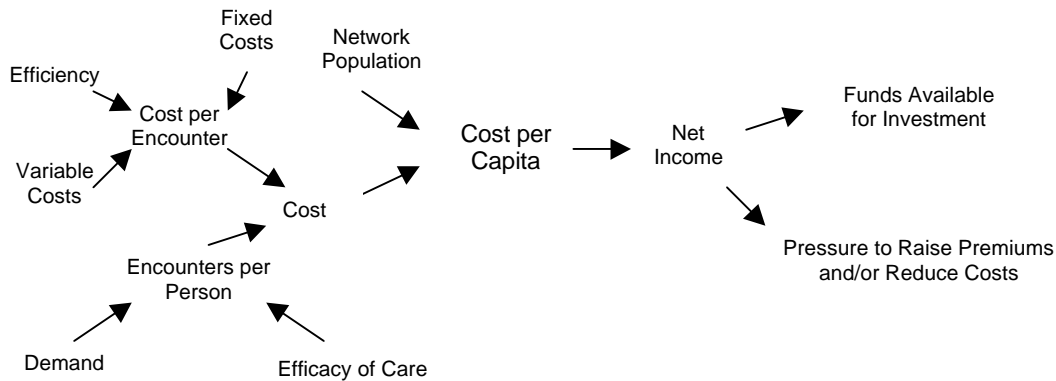 Fixed
Costs
Network
Population
Efficiency
Cost per
Encounter
Variable
Costs
Cost
Encounters per
Person
Demand
Efficacy of Care
Cost per
Capita
Net
Income
Funds Available
for Investment
Pressure to Raise Premiums
and/or Reduce Costs